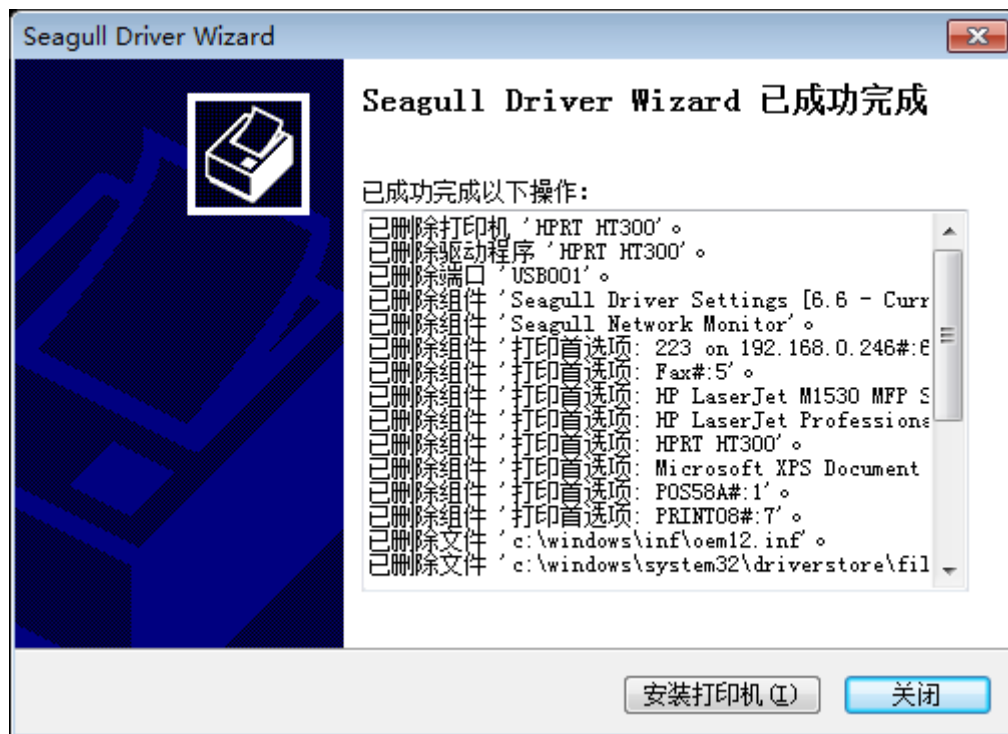 Seagull Driver Wizard
Seagull Driver Wizard 已成功完成
已成功完成以下操作:
已删除打印机 'HPRT HT300'。
已删除驱动程序 'HPRT HT300'。
已删除端口 'USB001'。
已删除组件 'Seagull Driver Settings [6.6 - Curr
已删除组件 'Seagull Network Monitor'。
已删除组件 '打印首选项: 223 on 192.168.0.246#:6
已删除组件 '打印首选项: Fax#:5'。
已删除组件 '打印首选项: HP LaserJet M1530 MFP S
已删除组件 '打印首选项: HP LaserJet Professiona
已删除组件 '打印首选项: HPRT HT300'。
已删除组件 '打印首选项: Microsoft XPS Document
已删除组件 '打印首选项: POS58A#:1'。
已删除组件 '打印首选项: PRINT08#:7'。
已删除文件 'c:\windows\inf\oem12.inf'。
已删除文件 'c:\windows\system32\driverstore\fil
安装打印机(I)
关闭